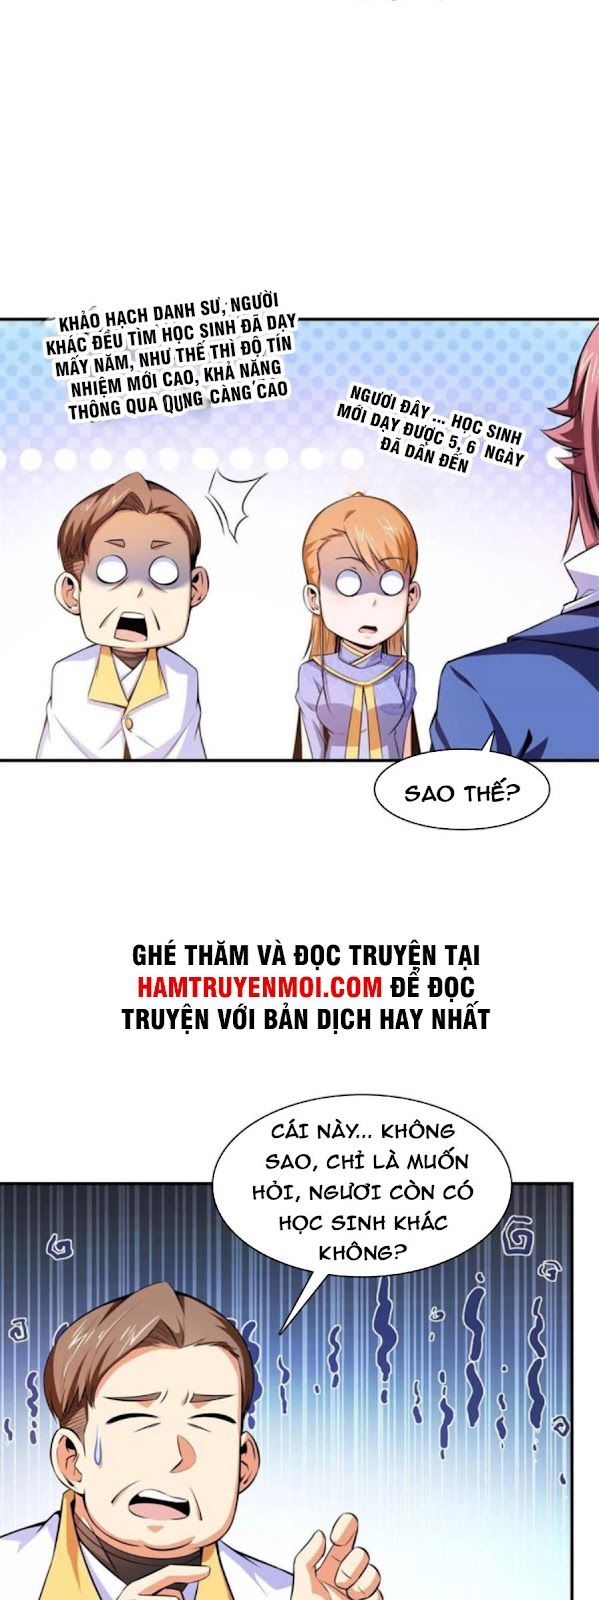 KHẢO HẠCH DANH SƯ, NGƯỜI
KHÁC ĐỀU TÌM HỌC SINH ĐÃ DẠY
MẤY NĂM, NHƯ THẾ THÌ ĐỘ TÍN
NHIỆM MỚI CAO, KHẢ NĂNG
THÔNG QUA QUNG CÀNG CAO
NGƯƠI ĐÂY ... HỌC SINH
MỚI DẠY ĐƯỢC 5, 6 NGÀY
ĐÃ DẨN ĐẾN
SAO THẾ?
GHÉ THĂM VÀ ĐỌC TRUYỆN TẠI
HAMTRUYENMOI.COM ĐỂ ĐỌC
TRUYỆN VỚI BẢN DỊCH HAY NHẤT
CÁI NÀY... KHÔNG
SAO, CHỈ LÀ MUỐN
HỎI, NGƯƠI CÒN CÓ
HỌC SINH KHÁC
KHÔNG?